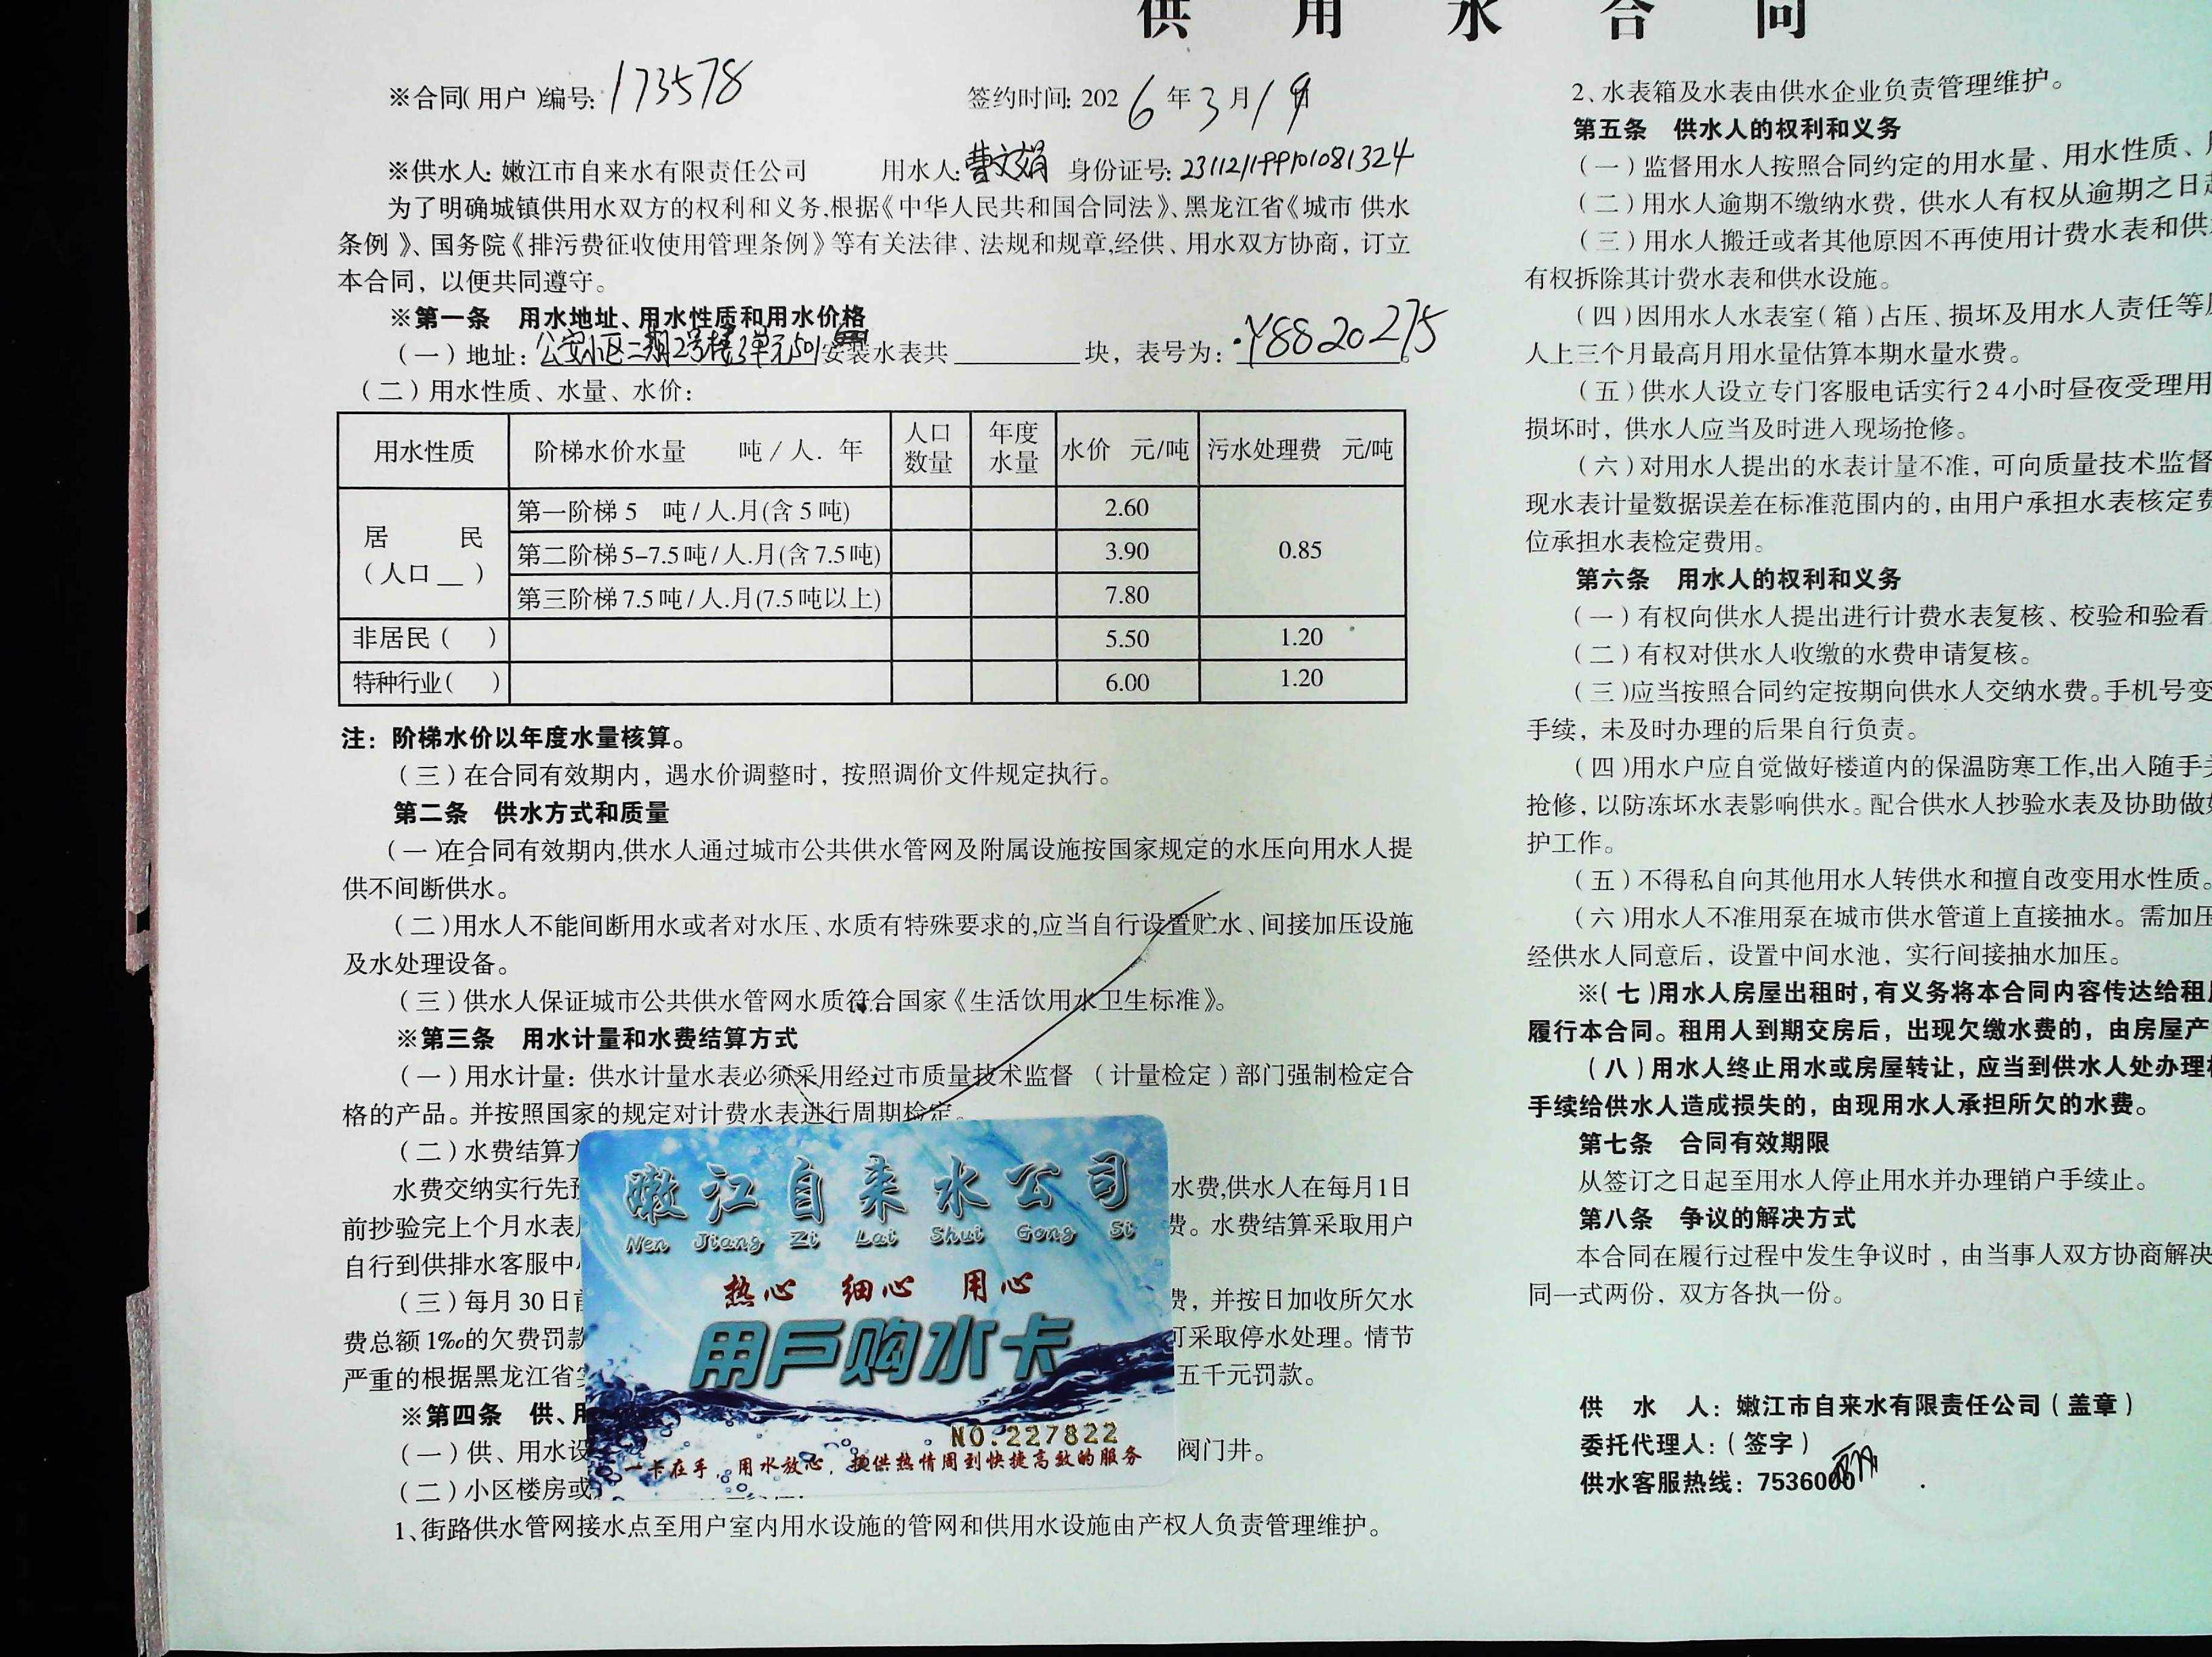 供用水合同
※合同(用户)编号: 173578 签约时间: 2026年3月19日
※供水人: 嫩江市自来水有限责任公司 用水人: 曹文娟 身份证号: 231121199101081324
为了明确城镇供用水双方的权利和义务,根据《中华人民共和国合同法》、黑龙江省《城市 供水
条例》、国务院《排污费征收使用管理条例》等有关法律、法规和规章,经供、用水双方协商,订立
本合同,以便共同遵守。
※第一条 用水地址、用水性质和用水价格
(一)地址: 公安小区二期2号楼3单元501 安装水表共 块,表号为: Y8820275。
(二)用水性质、水量、水价:
用水性质 阶梯水价水量 吨/人. 年 人口数量 年度水量 水价 元/吨 污水处理费 元/吨
居 民 (人口__)
第一阶梯 5 吨/人.月(含 5 吨) 2.60
第二阶梯 5-7.5吨/人.月(含 7.5吨) 3.90 0.85
第三阶梯 7.5吨/人.月(7.5吨以上) 7.80
非居民( ) 5.50 1.20
特种行业( ) 6.00 1.20
注:阶梯水价以年度水量核算。
(三)在合同有效期内,遇水价调整时,按照调价文件规定执行。
第二条 供水方式和质量
(一)在合同有效期内,供水人通过城市公共供水管网及附属设施按国家规定的水压向用水人提
供不间断供水。
(二)用水人不能间断用水或者对水压、水质有特殊要求的,应当自行设置贮水、间接加压设施
及水处理设备。
(三)供水人保证城市公共供水管网水质符合国家《生活饮用水卫生标准》。
※第三条 用水计量和水费结算方式
(一)用水计量:供水计量水表必须采用经过市质量技术监督 (计量检定)部门强制检定合
格的产品。并按照国家的规定对计费水表进行周期检定。
(二)水费结算方
水费交纳实行先预 水费,供水人在每月1日
前抄验完上个月水表 费。水费结算采取用户
自行到供排水客服中
(三)每月30日前 费,并按日加收所欠水
费总额1‰的欠费罚款 可采取停水处理。情节
严重的根据黑龙江省 五千元罚款。
※第四条 供、用
(一)供、用水设 阀门井。
(二)小区楼房或
1、街路供水管网接水点至用户室内用水设施的管网和供用水设施由产权人负责管理维护。
嫩江自来水公司
Nen Jiang Zi Lai Shui Gong Si
热心 细心 用心
用户购水卡
NO.227822
一卡在手,用水放心,提供热情周到快捷高效的服务
2、水表箱及水表由供水企业负责管理维护。
第五条 供水人的权利和义务
(一)监督用水人按照合同约定的用水量、用水性质、
(二)用水人逾期不缴纳水费,供水人有权从逾期之日起
(三)用水人搬迁或者其他原因不再使用计费水表和供
有权拆除其计费水表和供水设施。
(四)因用水人水表室(箱)占压、损坏及用水人责任等
人上三个月最高月用水量估算本期水量水费。
(五)供水人设立专门客服电话实行24小时昼夜受理用
损坏时,供水人应当及时进入现场抢修。
(六)对用水人提出的水表计量不准,可向质量技术监督
现水表计量数据误差在标准范围内的,由用户承担水表核定费
位承担水表检定费用。
第六条 用水人的权利和义务
(一)有权向供水人提出进行计费水表复核、校验和验看
(二)有权对供水人收缴的水费申请复核。
(三)应当按照合同约定按期向供水人交纳水费。手机号变
手续,未及时办理的后果自行负责。
(四)用水户应自觉做好楼道内的保温防寒工作,出入随手关
抢修,以防冻坏水表影响供水。配合供水人抄验水表及协助做好
护工作。
(五)不得私自向其他用水人转供水和擅自改变用水性质。
(六)用水人不准用泵在城市供水管道上直接抽水。需加压
经供水人同意后,设置中间水池,实行间接抽水加压。
※(七)用水人房屋出租时,有义务将本合同内容传达给租
履行本合同。租用人到期交房后,出现欠缴水费的,由房屋产
(八)用水人终止用水或房屋转让,应当到供水人处办理
手续给供水人造成损失的,由现用水人承担所欠的水费。
第七条 合同有效期限
从签订之日起至用水人停止用水并办理销户手续止。
第八条 争议的解决方式
本合同在履行过程中发生争议时,由当事人双方协商解决
同一式两份,双方各执一份。
供 水 人:嫩江市自来水有限责任公司(盖章)
委托代理人:(签字)
供水客服热线:7536000